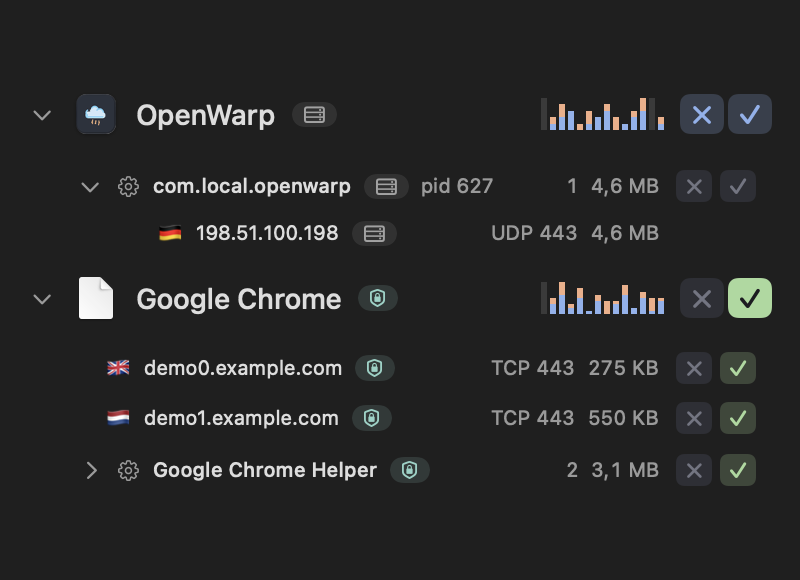 OpenWarp
com.local.openwarp pid 627 1 4,6 MB
198.51.100.198 UDP 443 4,6 MB
Google Chrome
demo0.example.com TCP 443 275 KB
demo1.example.com TCP 443 550 KB
Google Chrome Helper 2 3,1 MB